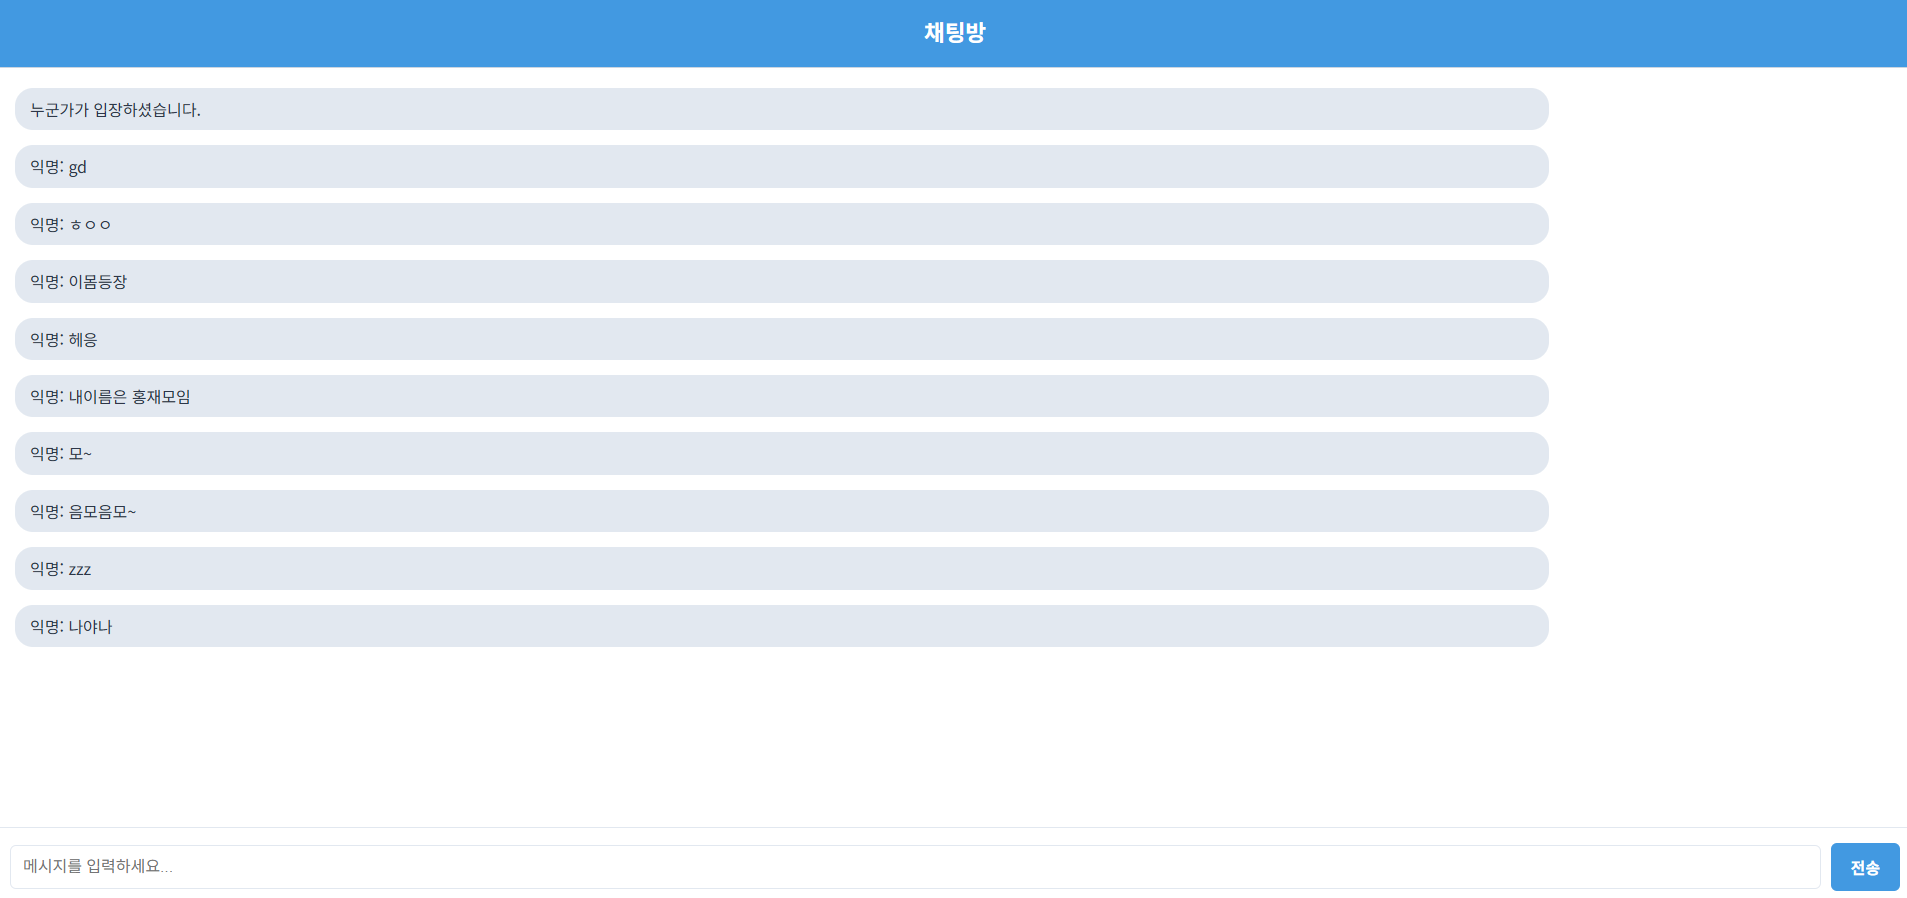 채팅방
누군가가 입장하셨습니다.
익명: gd
익명: ㅎㅇㅇ
익명: 이몸등장
익명: 헤응
익명: 내이름은 홍재모임
익명: 모~
익명: 음모음모~
익명: zzz
익명: 나야나
메시지를 입력하세요...
전송